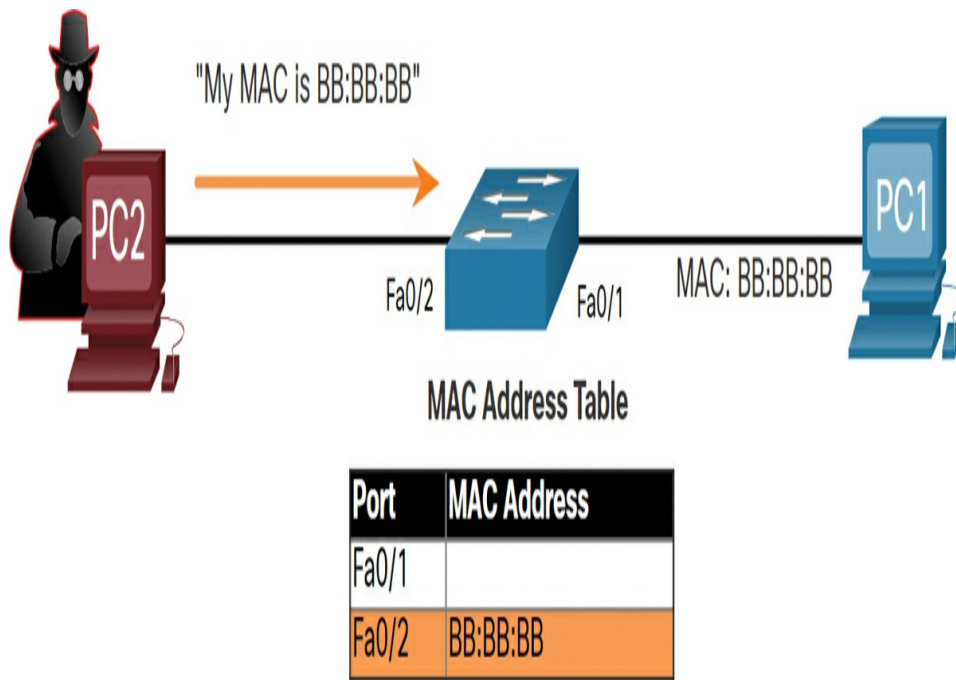 "My MAC is BB:BB:BB"
PC2
PC1
MAC: BB:BB:BB
Fa0/2
Fa0/1
MAC Address Table
Port MAC Address
Fa0/1
Fa0/2 BB:BB:BB